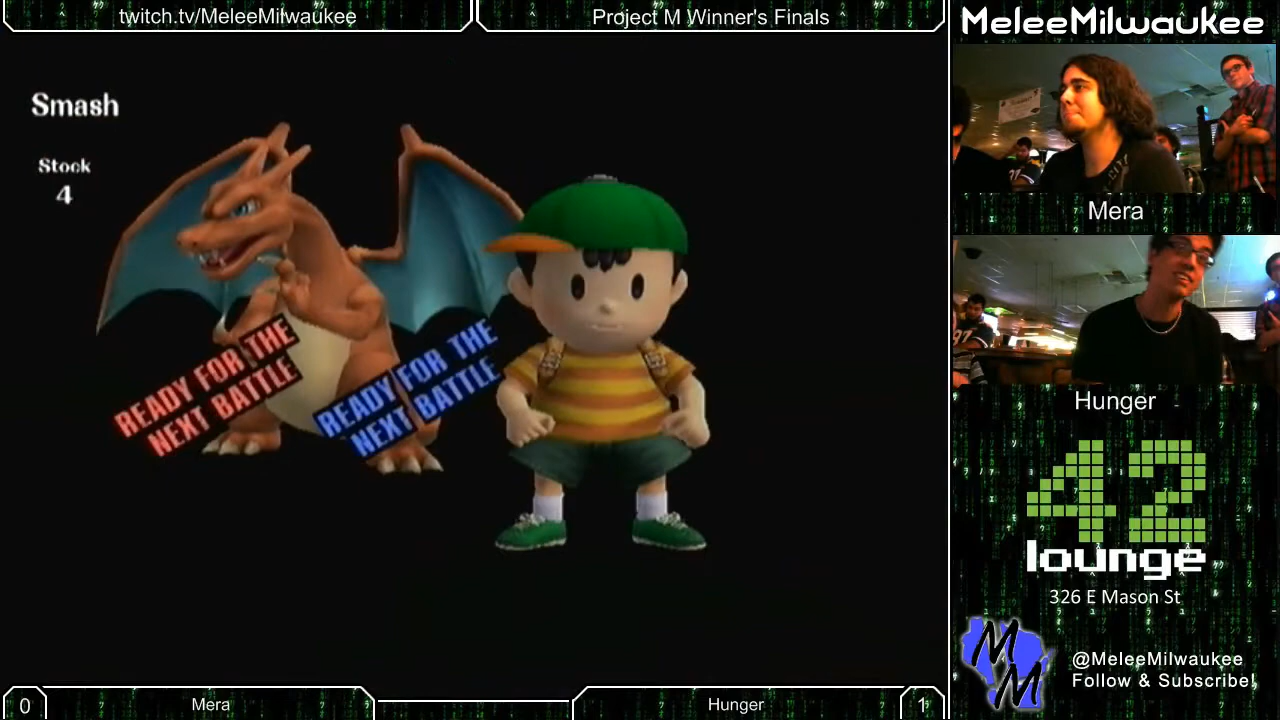 twitch.tv/MeleeMilwaukee
Project M Winner's Finals
MeleeMilwaukee
Smash
Stock
4
READY FOR THE
NEXT BATTLE
READY FOR THE
NEXT BATTLE
Mera
Hunger
42
lounge
326 E Mason St
MM
@MeleeMilwaukee
Follow & Subscribe!
0
Mera
Hunger
1